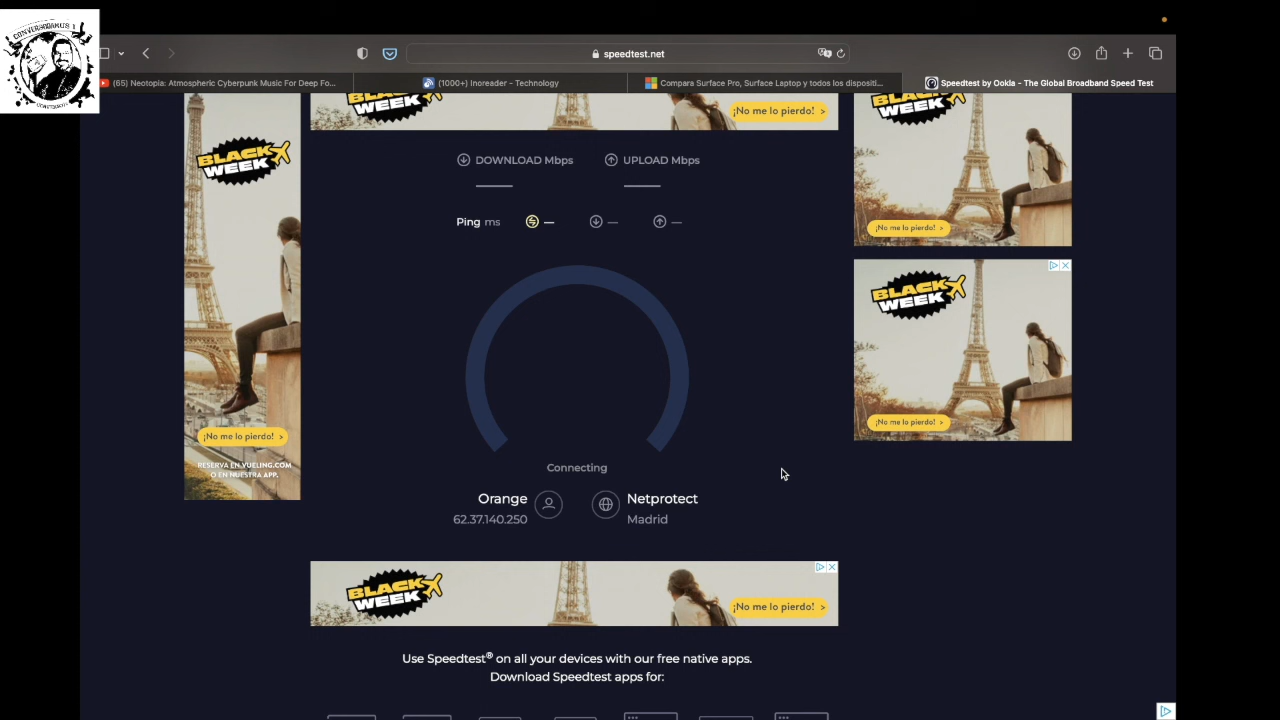 CONVERSEDAMUS I
CONVERSEDAMUS
speedtest.net
(65) Neotopia: Atmospheric Cyberpunk Music For Deep Fo...
(1000+) Inoreader - Technology
Compara Surface Pro, Surface Laptop y todos los dispositi...
Speedtest by Ookla - The Global Broadband Speed Test
¡No me lo pierdo! >
BLACK
WEEK
DOWNLOAD Mbps
UPLOAD Mbps
Ping ms
BLACK
WEEK
¡No me lo pierdo! >
BLACK
WEEK
¡No me lo pierdo! >
BLACK
WEEK
¡No me lo pierdo! >
RESERVA EN VUELING.COM
O EN NUESTRA APP.
Connecting
Orange
62.37.140.250
Netprotect
Madrid
BLACK
WEEK
¡No me lo pierdo! >
Use Speedtest® on all your devices with our free native apps.
Download Speedtest apps for: